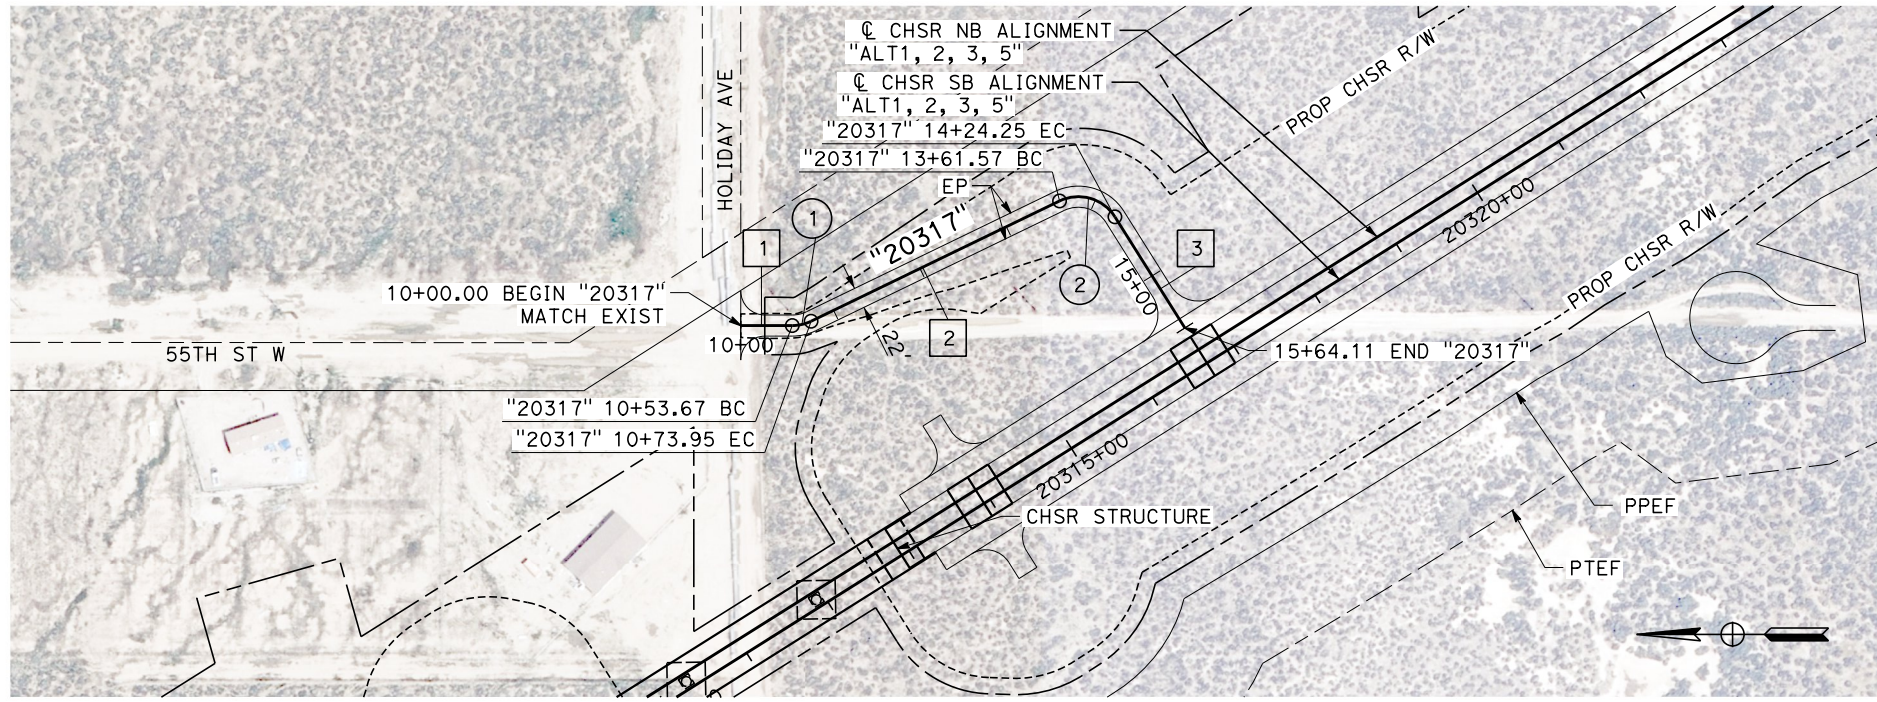 ℄ CHSR NB ALIGNMENT
"ALT1, 2, 3, 5"
℄ CHSR SB ALIGNMENT
"ALT1, 2, 3, 5"
"20317" 14+24.25 EC
"20317" 13+61.57 BC
EP
HOLIDAY AVE
PROP CHSR R/W
1
1
"20317"
3
2
15+00
20320+00
PROP CHSR R/W
10+00.00 BEGIN "20317"
MATCH EXIST
10+00
22'
2
55TH ST W
15+64.11 END "20317"
"20317" 10+53.67 BC
"20317" 10+73.95 EC
20315+00
CHSR STRUCTURE
PPEF
PTEF